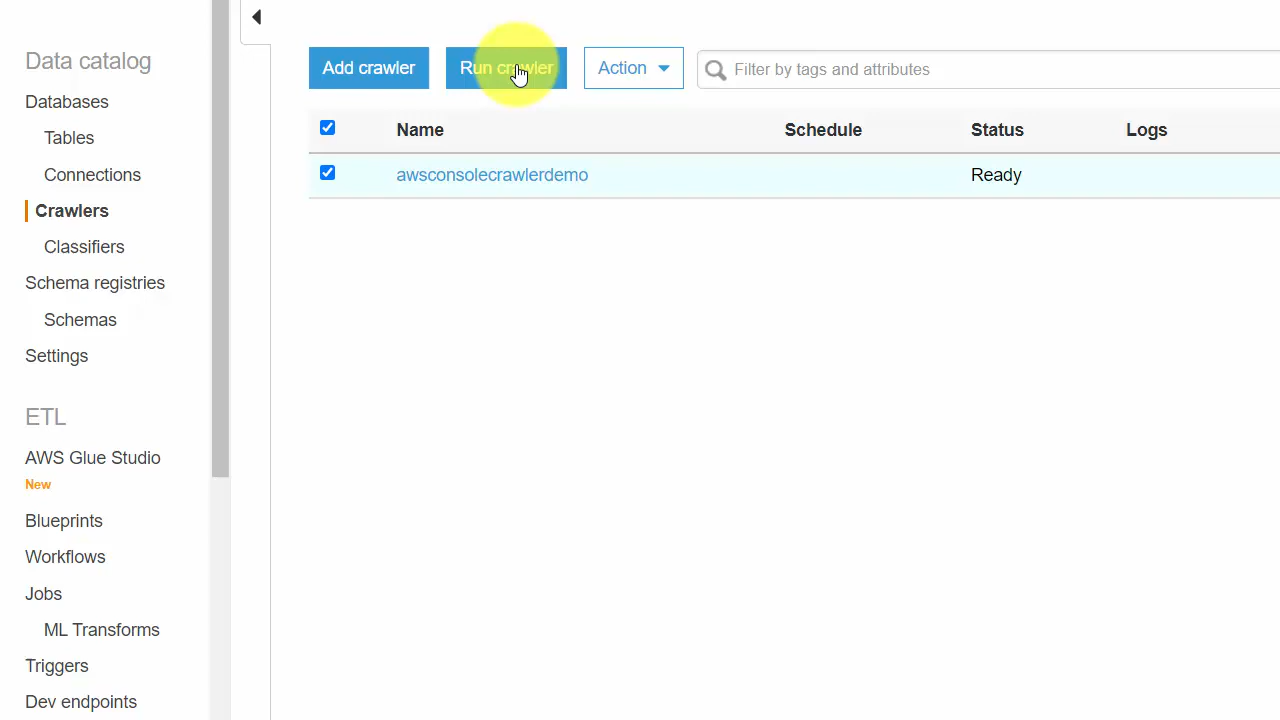 Data catalog
Databases
Tables
Connections
Crawlers
Classifiers
Schema registries
Schemas
Settings
ETL
AWS Glue Studio
New
Blueprints
Workflows
Jobs
ML Transforms
Triggers
Dev endpoints
Add crawler Run crawler Action Filter by tags and attributes
Name Schedule Status Logs
awsconsolecrawlerdemo Ready